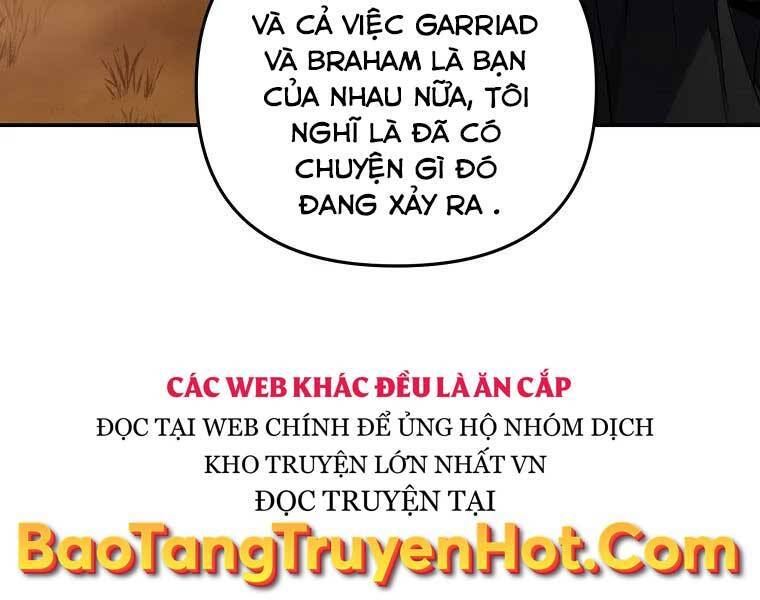 VÀ CẢ VIỆC GARRIAD
VÀ BRAHAM LÀ BẠN
CỦA NHAU NỮA, TÔI
NGHĨ LÀ ĐÃ CÓ
CHUYỆN GÌ ĐÓ
ĐANG XẢY RA .
CÁC WEB KHÁC ĐỀU LÀ ĂN CẮP
ĐỌC TẠI WEB CHÍNH ĐỂ ỦNG HỘ NHÓM DỊCH
KHO TRUYỆN LỚN NHẤT VN
ĐỌC TRUYỆN TẠI
BaoTangTruyenHot.Com